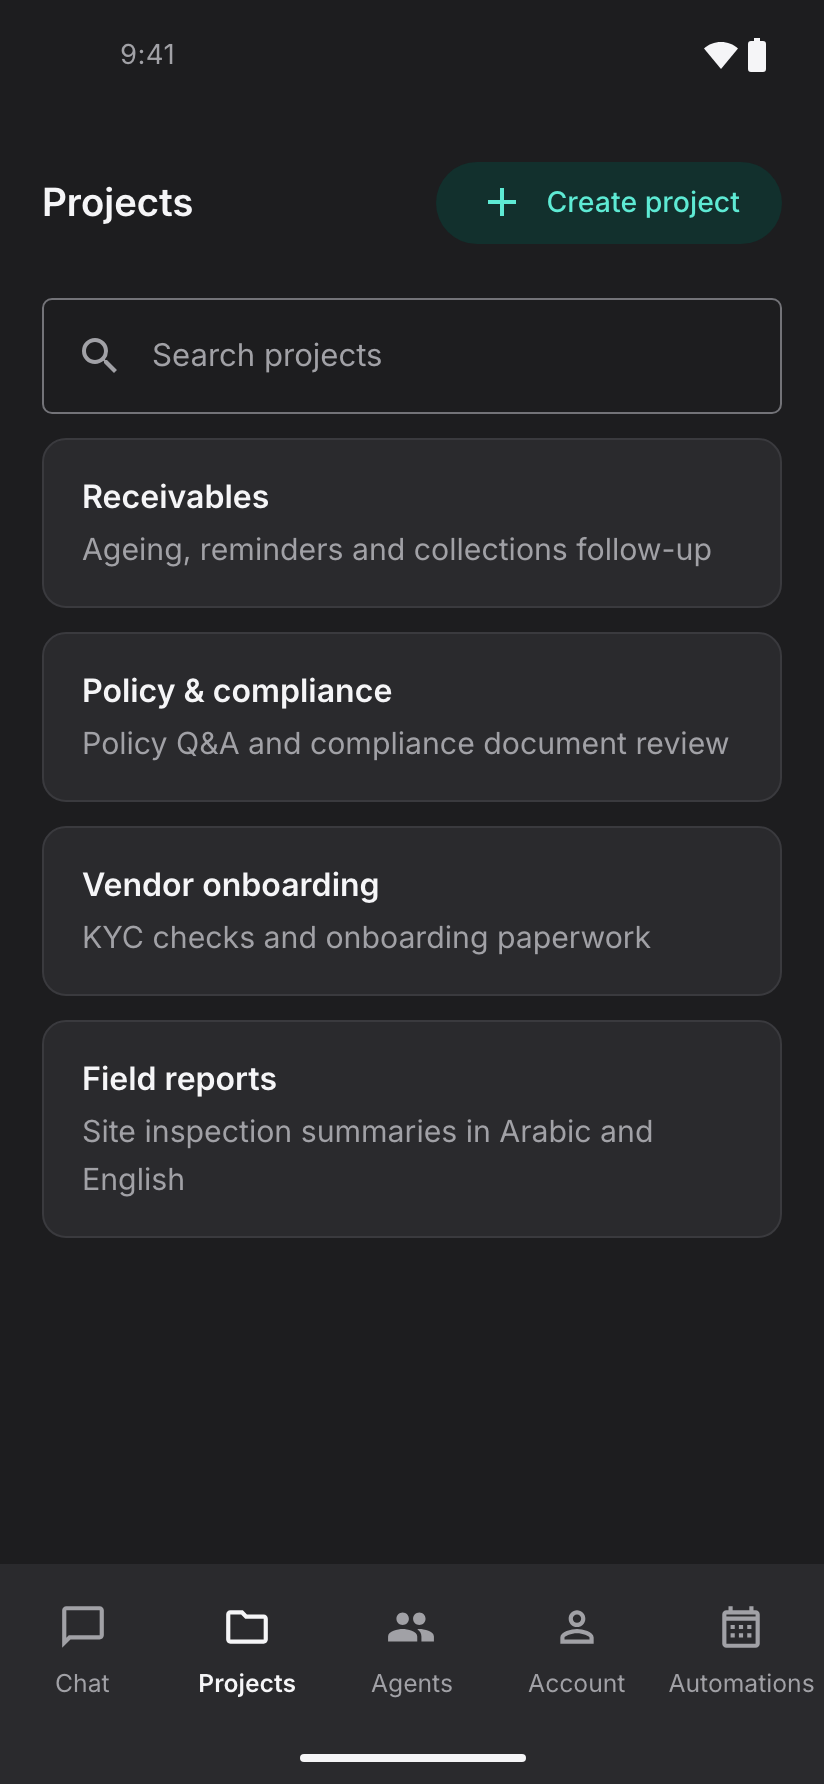 9:41
Projects
Create project
Search projects
Receivables
Ageing, reminders and collections follow-up
Policy & compliance
Policy Q&A and compliance document review
Vendor onboarding
KYC checks and onboarding paperwork
Field reports
Site inspection summaries in Arabic and
English
Chat
Projects
Agents
Account
Automations